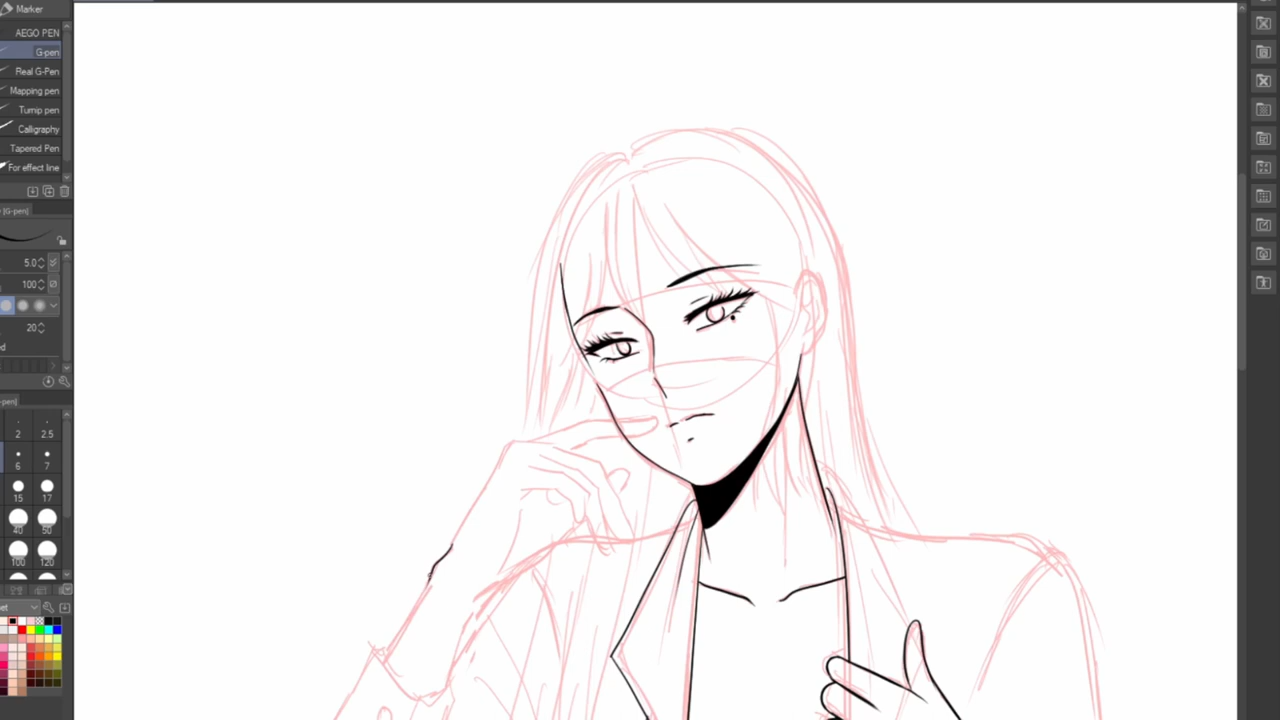 Marker
AEGO PEN
G-pen
Real G-Pen
Mapping pen
Turnip pen
Calligraphy
Tapered Pen
For effect line
[G-pen]
5.0
100
20
2 2.5
6 7
15 17
40 50
100 120